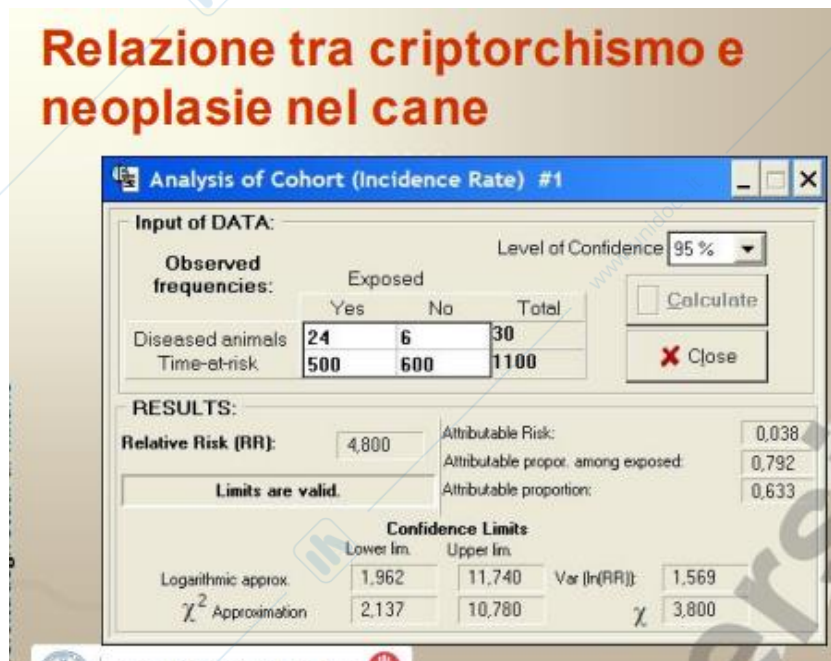 Relazione tra criptorchismo e
neoplasie nel cane
Analysis of Cohort (Incidence Rate) #1
Input of DATA:
Level of Confidence 95 %
Observed
frequencies:
Exposed
Yes No Total
Calculate
Diseased animals 24 6 30
Time-at-risk 500 600 1100
Close
RESULTS:
Relative Risk (RR): 4,800
Attributable Risk: 0,038
Attributable propor. among exposed: 0,792
Limits are valid.
Attributable proportion: 0,633
Confidence Limits
Lower lim. Upper lim.
Logarithmic approx. 1,962 11,740 Var (ln(RR)): 1,569
χ2 Approximation 2,137 10,780 χ 3,800